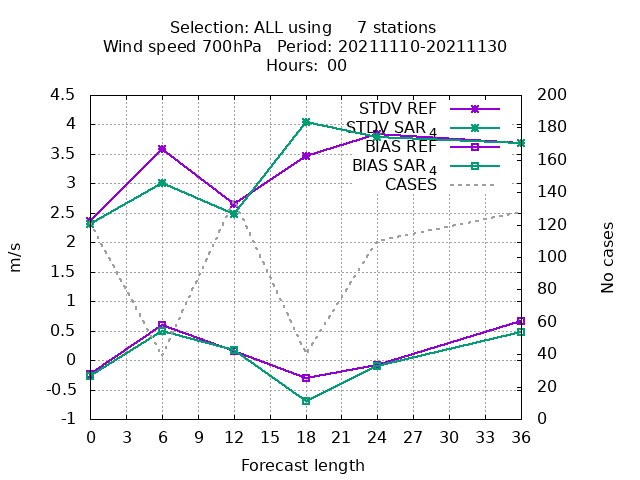 Selection: ALL using     7 stations
Wind speed 700hPa   Period: 20211110-20211130
Hours: 00
STDV REF
STDV SAR 4
BIAS REF
BIAS SAR 4
CASES
4.5
4
3.5
3
2.5
2
1.5
1
0.5
0
-0.5
-1
200
180
160
140
120
100
80
60
40
20
0
m/s
No cases
0 3 6 9 12 15 18 21 24 27 30 33 36
Forecast length